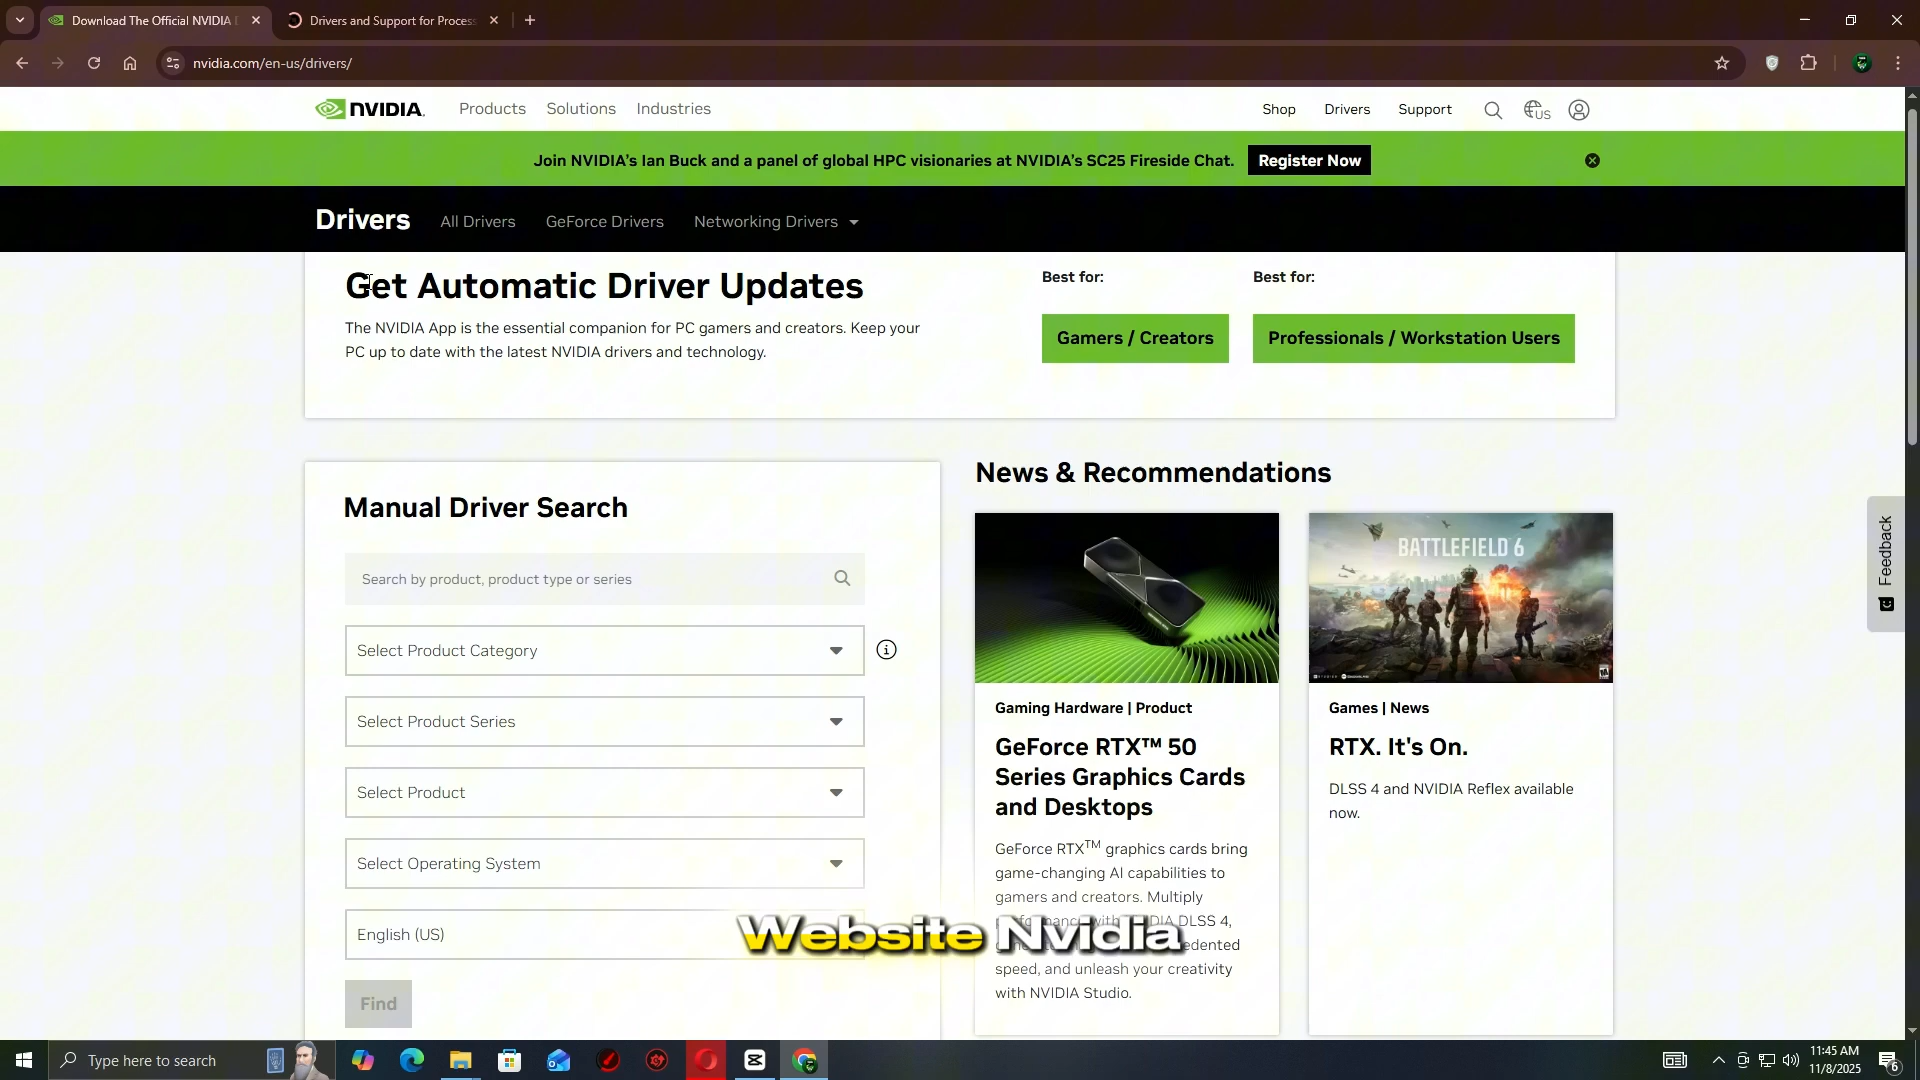 Download The Official NVIDIA D
Drivers and Support for Process
nvidia.com/en-us/drivers/
NVIDIA.
Products
Solutions
Industries
Shop
Drivers
Support
US
Join NVIDIA's Ian Buck and a panel of global HPC visionaries at NVIDIA's SC25 Fireside Chat.
Register Now
Drivers
All Drivers
GeForce Drivers
Networking Drivers
Get Automatic Driver Updates
The NVIDIA App is the essential companion for PC gamers and creators. Keep your
PC up to date with the latest NVIDIA drivers and technology.
Best for:
Gamers / Creators
Best for:
Professionals / Workstation Users
Manual Driver Search
Search by product, product type or series
Select Product Category
Select Product Series
Select Product
Select Operating System
English (US)
Find
News & Recommendations
Gaming Hardware | Product
GeForce RTX™ 50
Series Graphics Cards
and Desktops
GeForce RTX™ graphics cards bring
game-changing AI capabilities to
gamers and creators. Multiply
performance with NVIDIA DLSS 4,
speed, and unleash your creativity
with NVIDIA Studio.
BATTLEFIELD 6
Games | News
RTX. It's On.
DLSS 4 and NVIDIA Reflex available
now.
Feedback
Website Nvidia
Type here to search
11:45 AM
11/8/2025
6